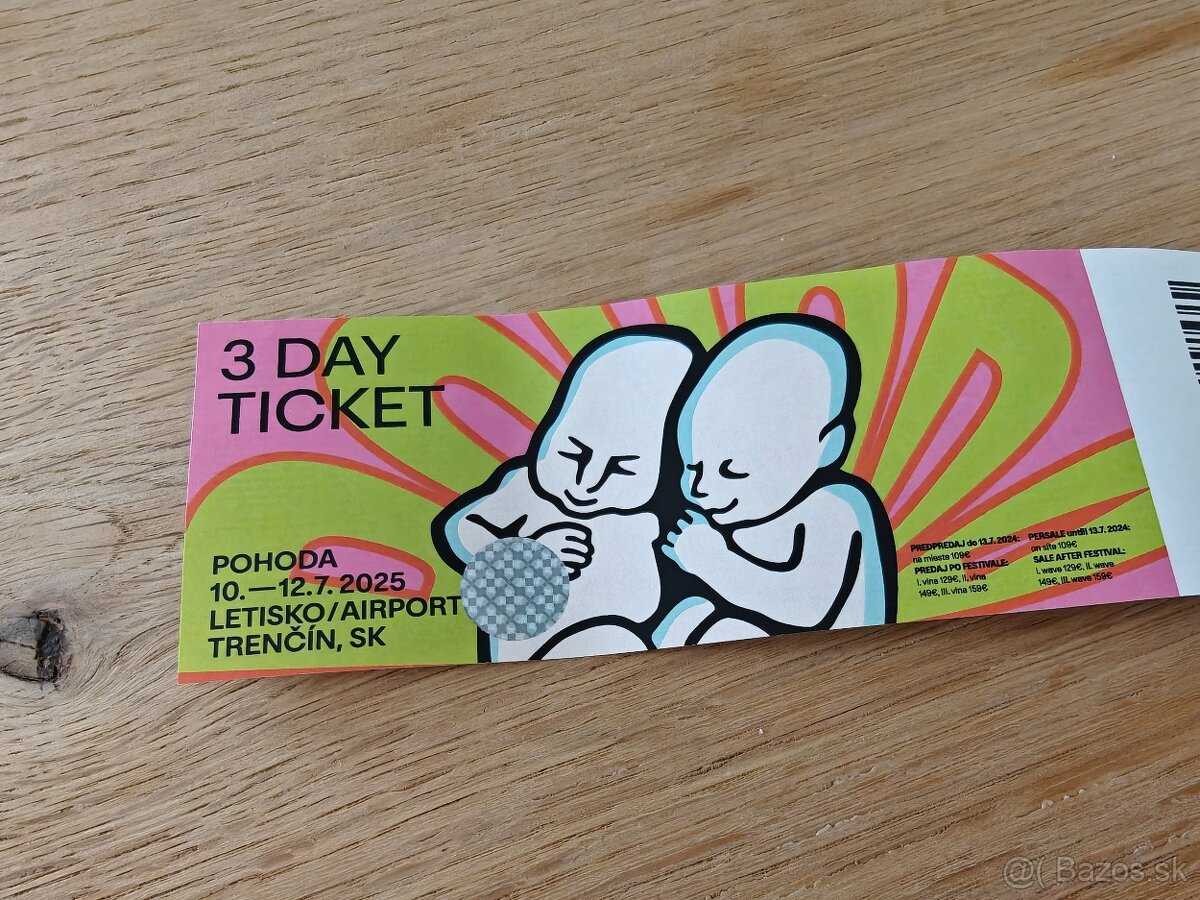 3 DAY
TICKET
POHODA
10.—12.7. 2025
LETISKO/AIRPORT
TRENČÍN, SK
PREDPREDAJ do 13.7. 2024:
na mieste 109€
PREDAJ PO FESTIVALE:
I. vlna 129€, II. vlna
149€, III. vlna 159€
PERSALE untill 13.7. 2024:
on site 109€
SALE AFTER FESTIVAL:
I. wave 129€, II. wave
149€, III. wave 159€
@( Bazos.sk